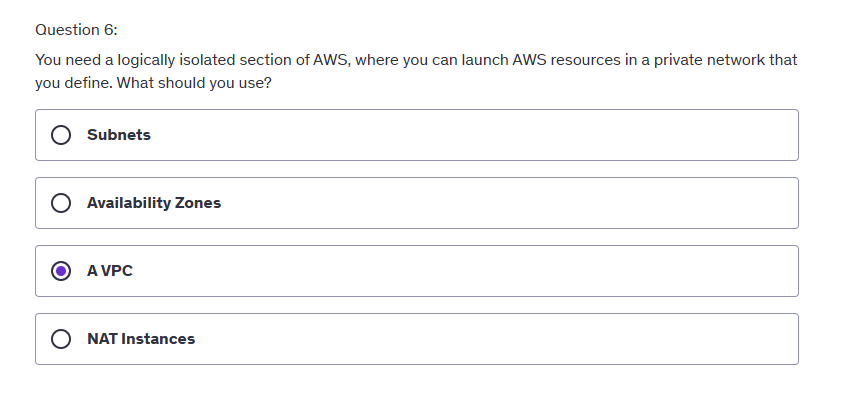 Question 6:
You need a logically isolated section of AWS, where you can launch AWS resources in a private network that
you define. What should you use?
Subnets
Availability Zones
A VPC
NAT Instances